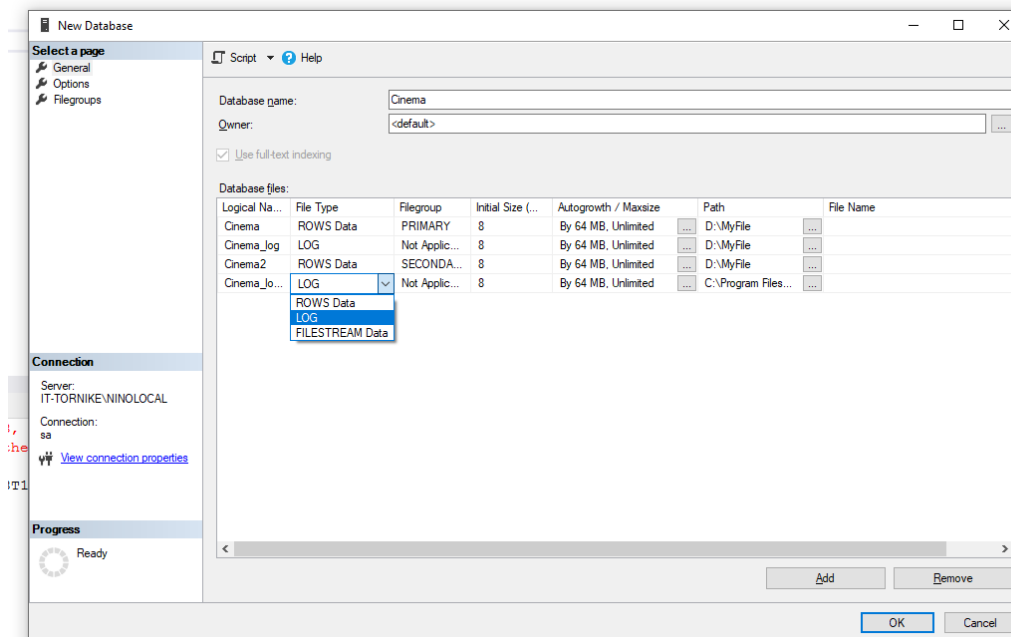 New Database
Select a page
General
Options
Filegroups
Script Help
Database name: Cinema
Owner: <default> ...
Use full-text indexing
Database files:
Logical Na... File Type Filegroup Initial Size (... Autogrowth / Maxsize Path File Name
Cinema ROWS Data PRIMARY 8 By 64 MB, Unlimited ... D:\MyFile ...
Cinema_log LOG Not Applic... 8 By 64 MB, Unlimited ... D:\MyFile ...
Cinema2 ROWS Data SECONDA... 8 By 64 MB, Unlimited ... D:\MyFile ...
Cinema_lo... LOG Not Applic... 8 By 64 MB, Unlimited ... C:\Program Files... ...
ROWS Data
LOG
FILESTREAM Data
Connection
Server:
IT-TORNIKE\NINOLOCAL
Connection:
sa
View connection properties
Progress
Ready
Add Remove
OK Cancel